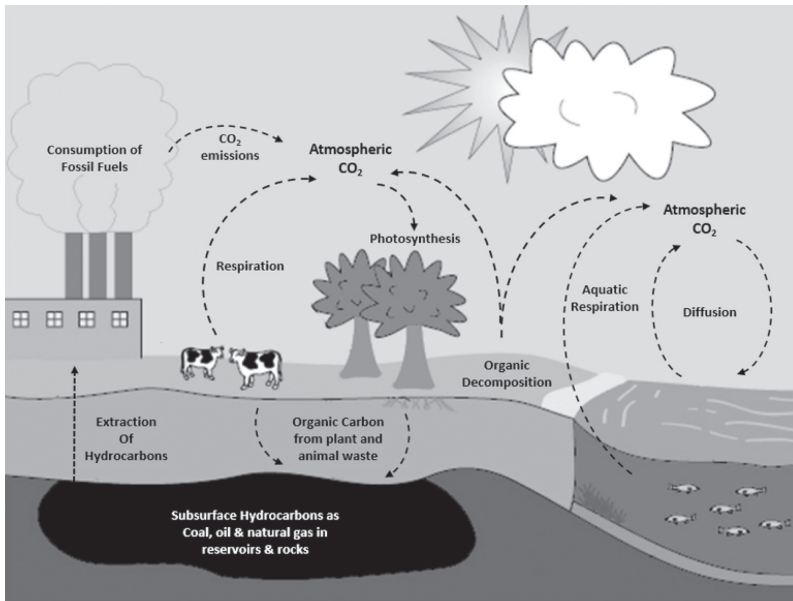 Consumption of
Fossil Fuels
CO₂
emissions
Atmospheric
CO₂
Photosynthesis
Respiration
Atmospheric
CO₂
Aquatic
Respiration
Diffusion
Organic
Decomposition
Extraction
Of
Hydrocarbons
Organic Carbon
from plant and
animal waste
Subsurface Hydrocarbons as
Coal, oil & natural gas in
reservoirs & rocks